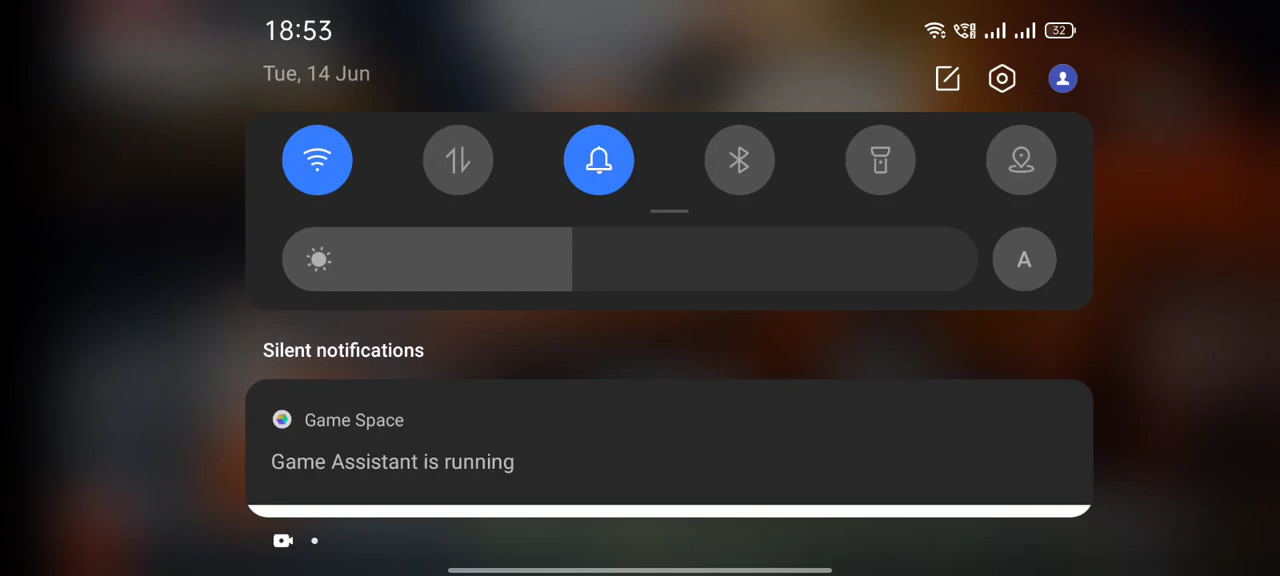 18:53
32
Tue, 14 Jun
A
Silent notifications
Game Space
Game Assistant is running